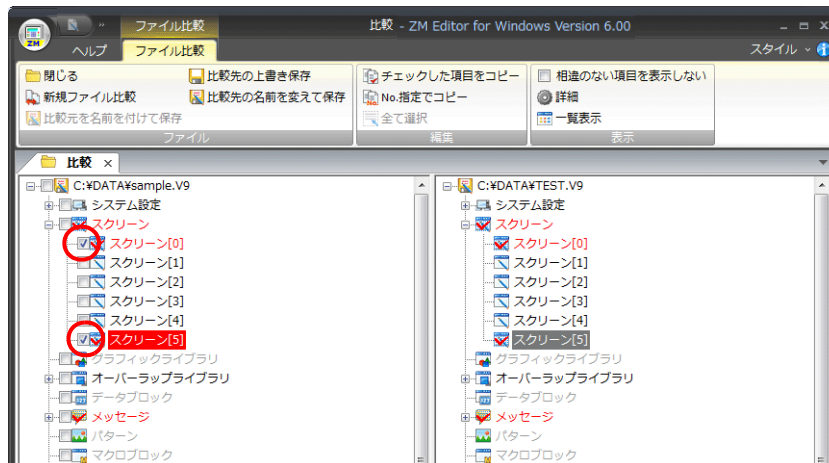 ファイル比較
比較 - ZM Editor for Windows Version 6.00
ZM
ヘルプ
ファイル比較
スタイル
閉じる
比較先の上書き保存
チェックした項目をコピー
相違のない項目を表示しない
新規ファイル比較
比較先の名前を変えて保存
No.指定でコピー
詳細
比較元を名前を付けて保存
全て選択
一覧表示
ファイル
編集
表示
比較
C:¥DATA¥sample.V9
システム設定
スクリーン
スクリーン[0]
スクリーン[1]
スクリーン[2]
スクリーン[3]
スクリーン[4]
スクリーン[5]
グラフィックライブラリ
オーバーラップライブラリ
データブロック
メッセージ
パターン
マクロブロック
C:¥DATA¥TEST.V9
システム設定
スクリーン
スクリーン[0]
スクリーン[1]
スクリーン[2]
スクリーン[3]
スクリーン[4]
スクリーン[5]
グラフィックライブラリ
オーバーラップライブラリ
データブロック
メッセージ
パターン
マクロブロック